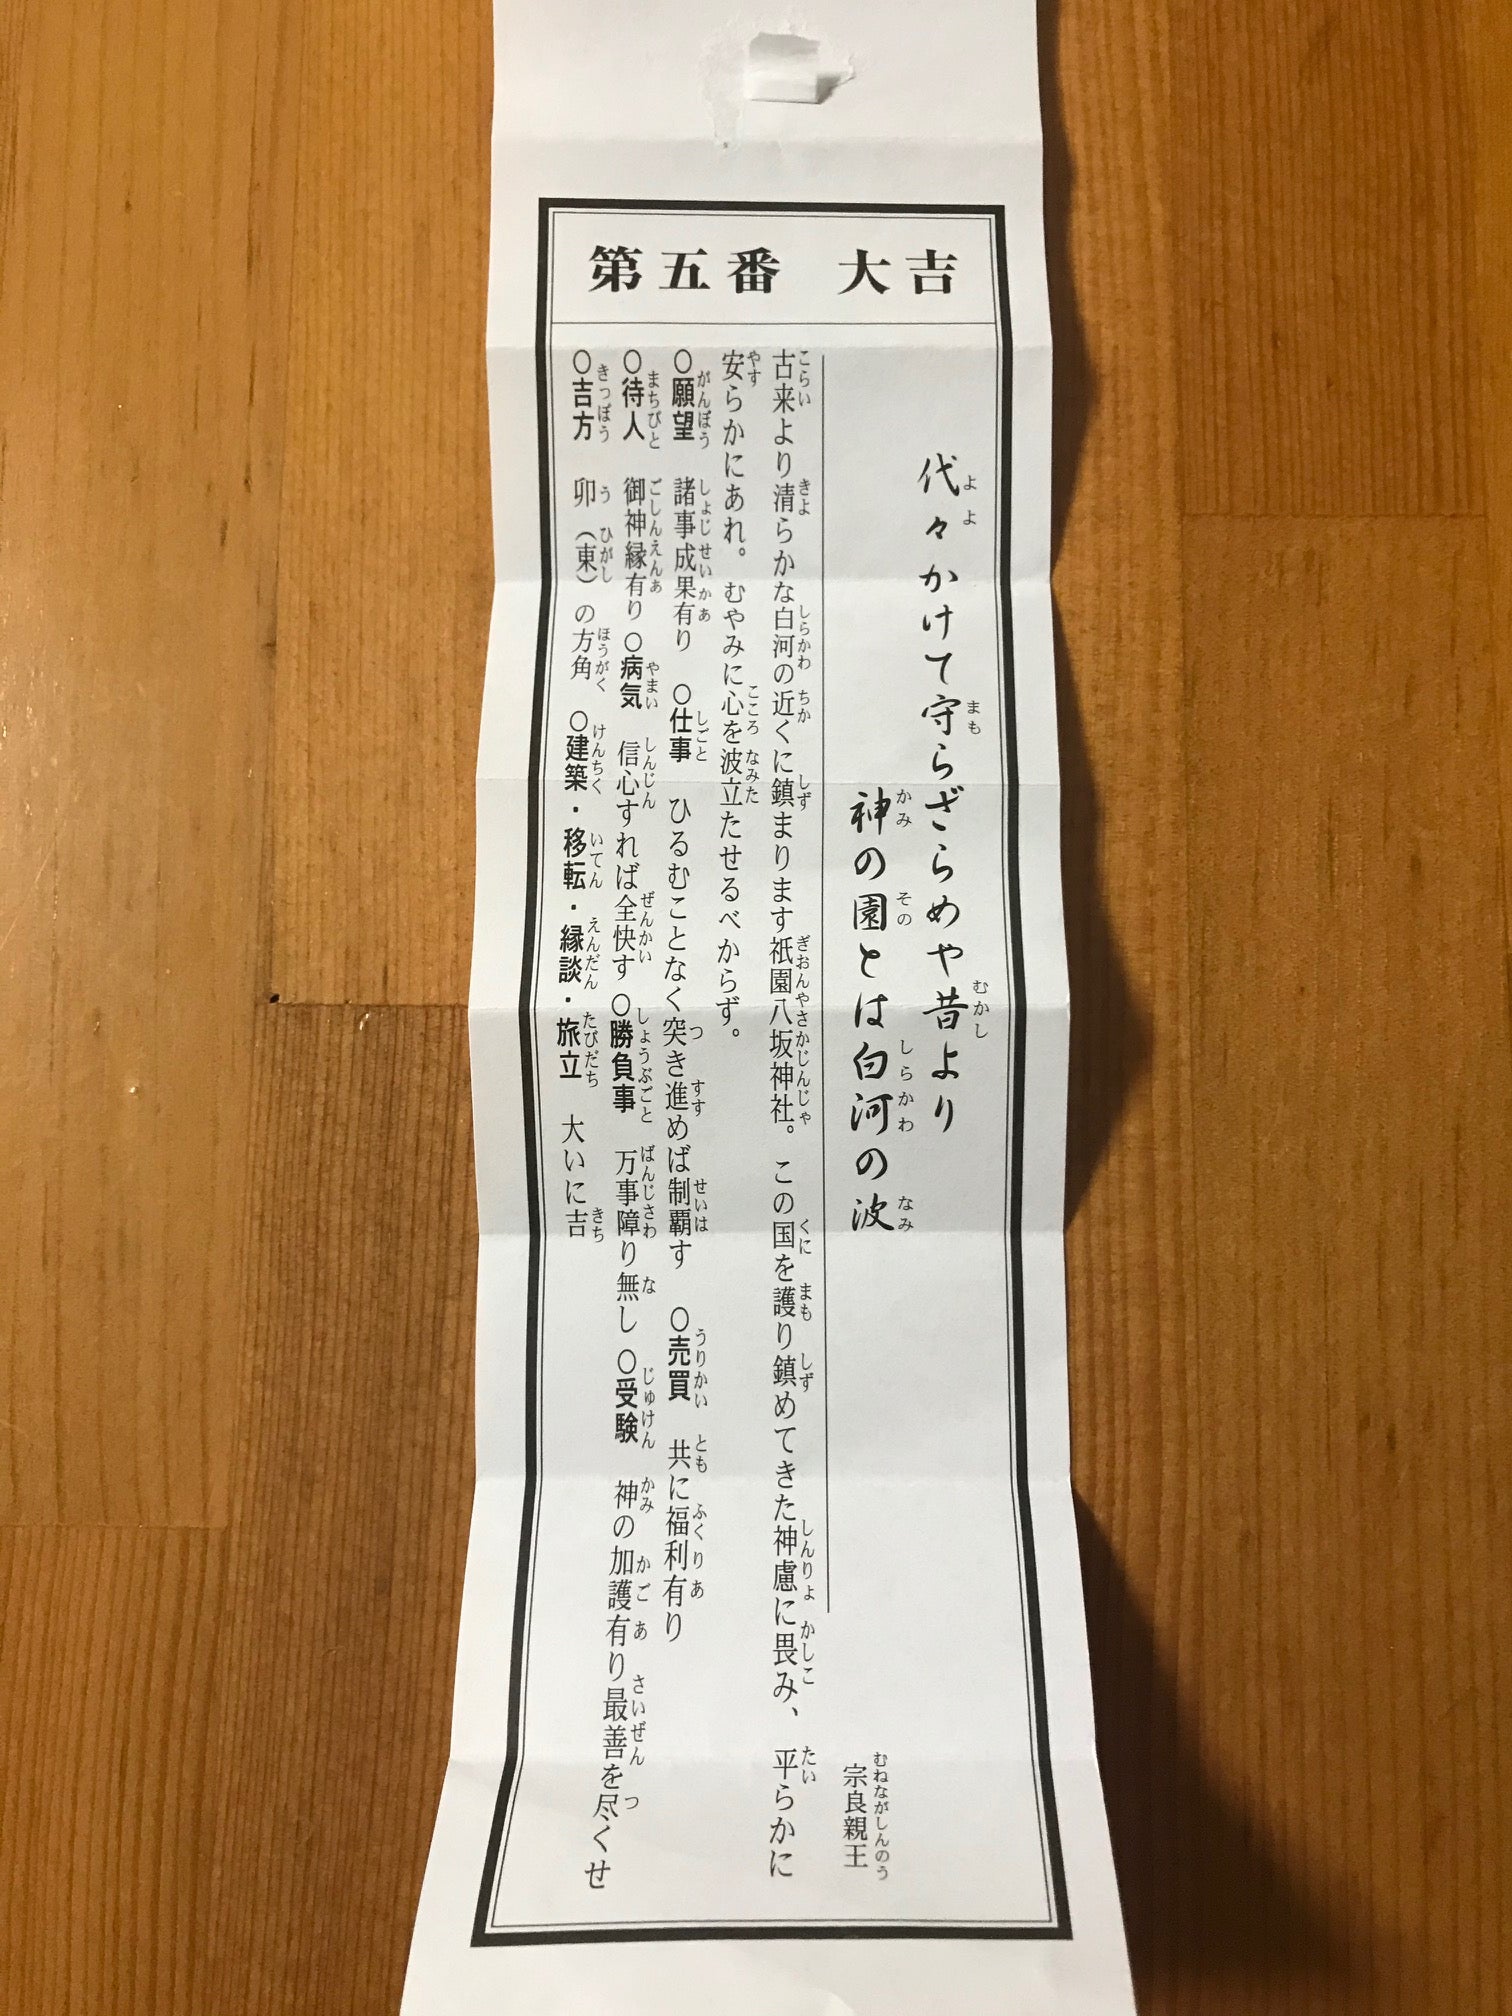 第五番　大吉
代々かけて守らざらめや昔より
神の園とは白河の波
宗良親王
古来より清らかな白河の近くに鎮まります祇園八坂神社。この国を護り鎮めてきた神慮に畏み、平らかに
安らかにあれ。むやみに心を波立たせるべからず。
〇願望　諸事成果有り　〇仕事　ひるむことなく突き進めば制覇す　〇売買　共に福利有り
〇待人　御神縁有り〇病気　信心すれば全快す〇勝負事　万事障り無し〇受験　神の加護有り最善を尽くせ
〇吉方　卯（東）の方角　〇建築・移転・縁談・旅立　大いに吉